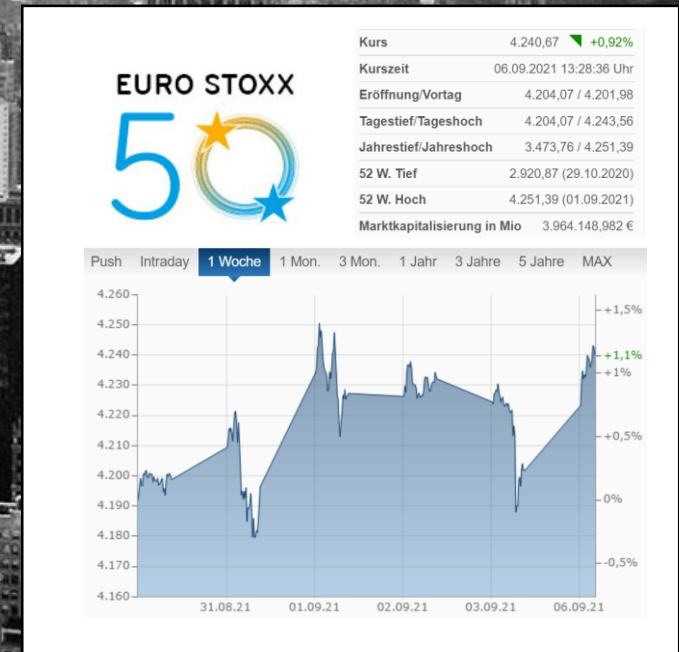 EURO STOXX
50
Kurs 4.240,67 +0,92%
Kurszeit 06.09.2021 13:28:36 Uhr
Eröffnung/Vortag 4.204,07 / 4.201,98
Tagestief/Tageshoch 4.204,07 / 4.243,56
Jahrestief/Jahreshoch 3.473,76 / 4.251,39
52 W. Tief 2.920,87 (29.10.2020)
52 W. Hoch 4.251,39 (01.09.2021)
Marktkapitalisierung in Mio 3.964.148,982 €
Push Intraday 1 Woche 1 Mon. 3 Mon. 1 Jahr 3 Jahre 5 Jahre MAX
4.260
4.250 +1,5%
4.240 +1,1%
4.230 +1%
4.220
4.210 +0,5%
4.200
4.190 0%
4.180
4.170 -0,5%
4.160
31.08.21 01.09.21 02.09.21 03.09.21 06.09.21